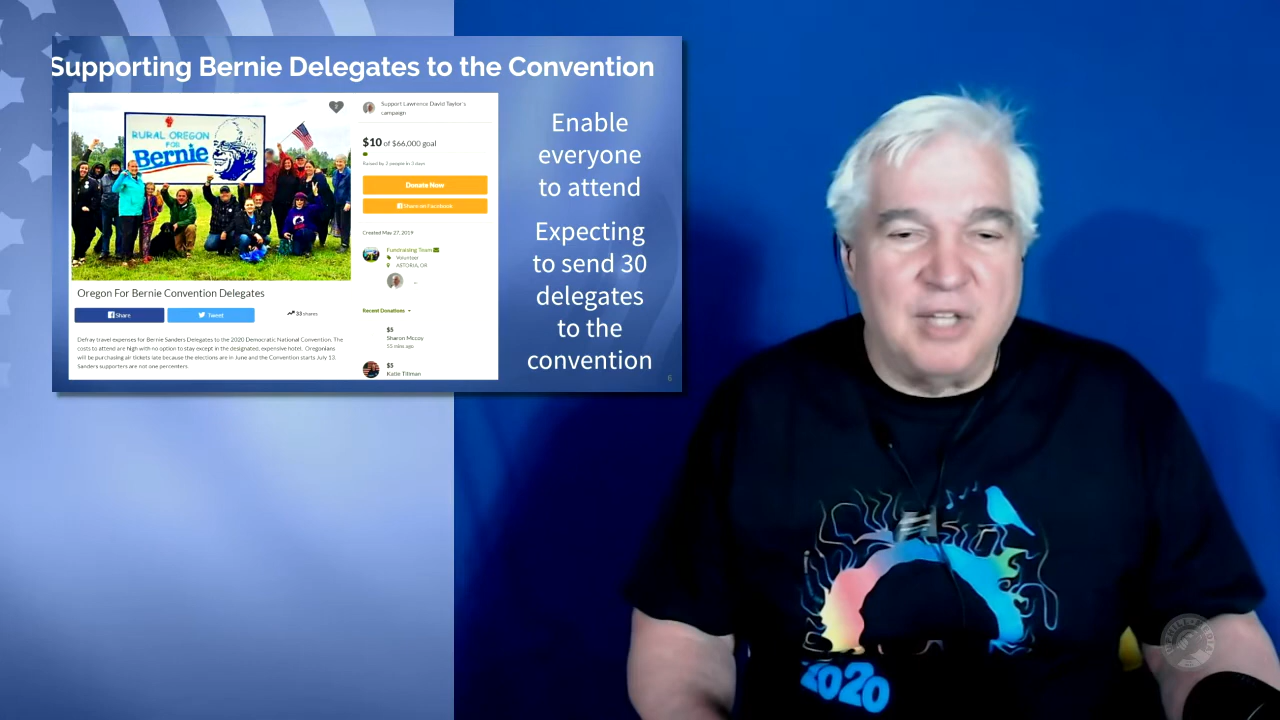 Supporting Bernie Delegates to the Convention
RURAL OREGON
FOR
Bernie
Support Lawrence David Taylor's
campaign
$10 of $66,000 goal
Raised by 2 people in 3 days
Donate Now
Share on Facebook
Created May 27, 2019
Fundraising Team
Volunteer
ASTORIA, OR
Oregon For Bernie Convention Delegates
Share
Tweet
33 shares
Recent Donations
$5
Sharon Mccoy
55 mins ago
$5
Katie Tillman
Defray travel expenses for Bernie Sanders Delegates to the 2020 Democratic National Convention. The
costs to attend are high with no option to stay except in the designated, expensive hotel. Oregonians
will be purchasing air tickets late because the elections are in June and the Convention starts July 13.
Sanders supporters are not one percenters.
Enable
everyone
to attend
Expecting
to send 30
delegates
to the
convention
6
2020